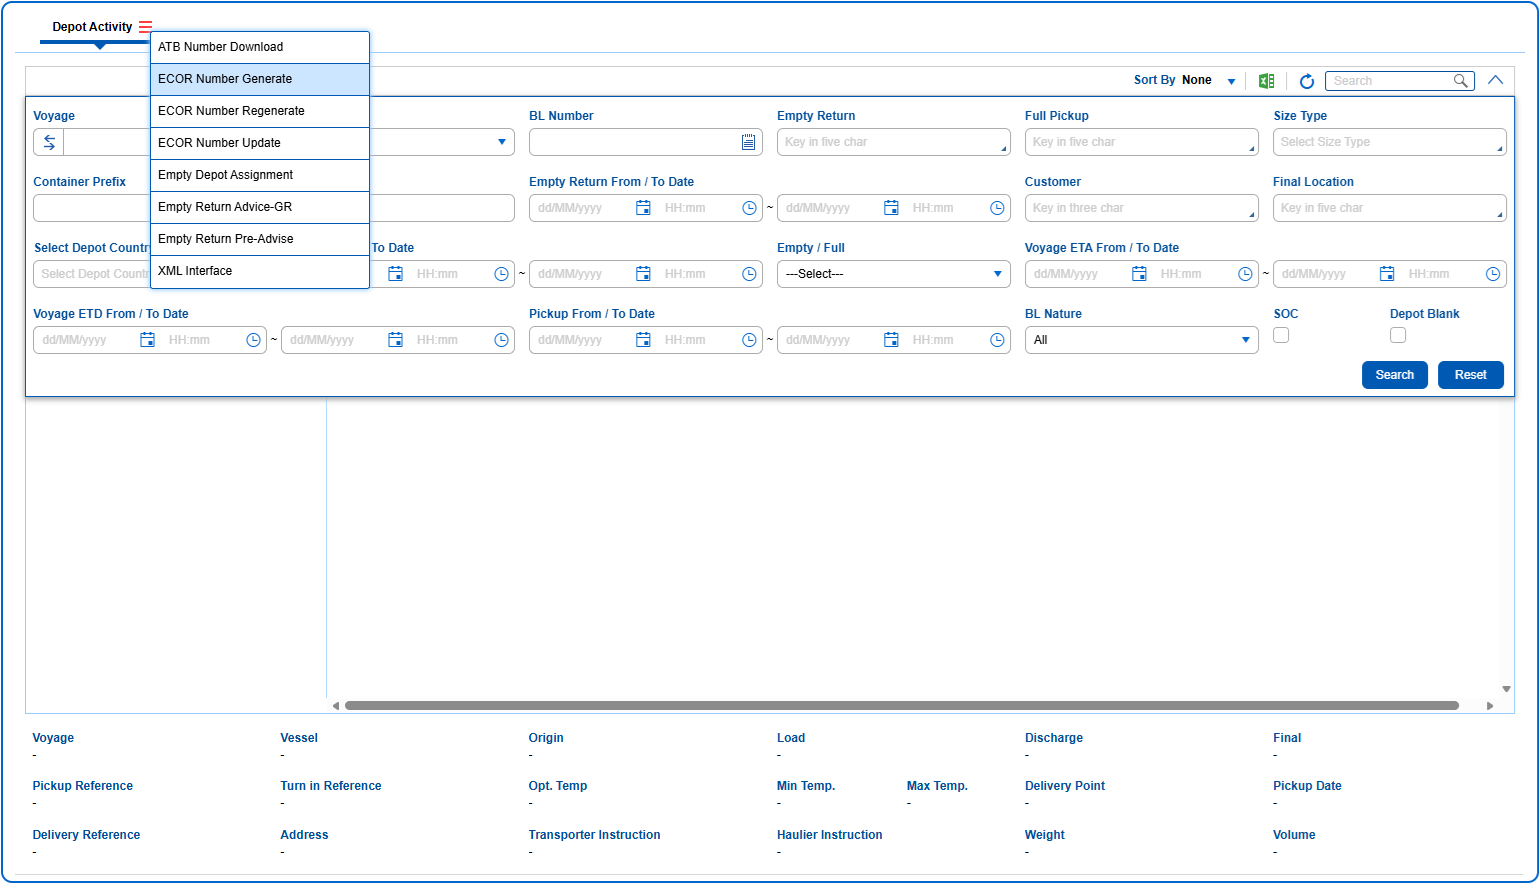 Depot Activity
ATB Number Download
ECOR Number Generate
ECOR Number Regenerate
ECOR Number Update
Empty Depot Assignment
Empty Return Advice-GR
Empty Return Pre-Advise
XML Interface
Sort By None
Search
Voyage BL Number Empty Return Full Pickup Size Type
Key in five char Key in five char Select Size Type
Container Prefix Empty Return From / To Date Customer Final Location
dd/MM/yyyy HH:mm ~ dd/MM/yyyy HH:mm Key in three char Key in five char
Select Depot Country To Date Empty / Full Voyage ETA From / To Date
Select Depot Country HH:mm ~ dd/MM/yyyy HH:mm ---Select--- dd/MM/yyyy HH:mm ~ dd/MM/yyyy HH:mm
Voyage ETD From / To Date Pickup From / To Date BL Nature SOC Depot Blank
dd/MM/yyyy HH:mm ~ dd/MM/yyyy HH:mm dd/MM/yyyy HH:mm ~ dd/MM/yyyy HH:mm All
Search Reset
Voyage Vessel Origin Load Discharge Final
- - - - - -
Pickup Reference Turn in Reference Opt. Temp Min Temp. Max Temp. Delivery Point Pickup Date
- - - - - - -
Delivery Reference Address Transporter Instruction Haulier Instruction Weight Volume
- - - - - -